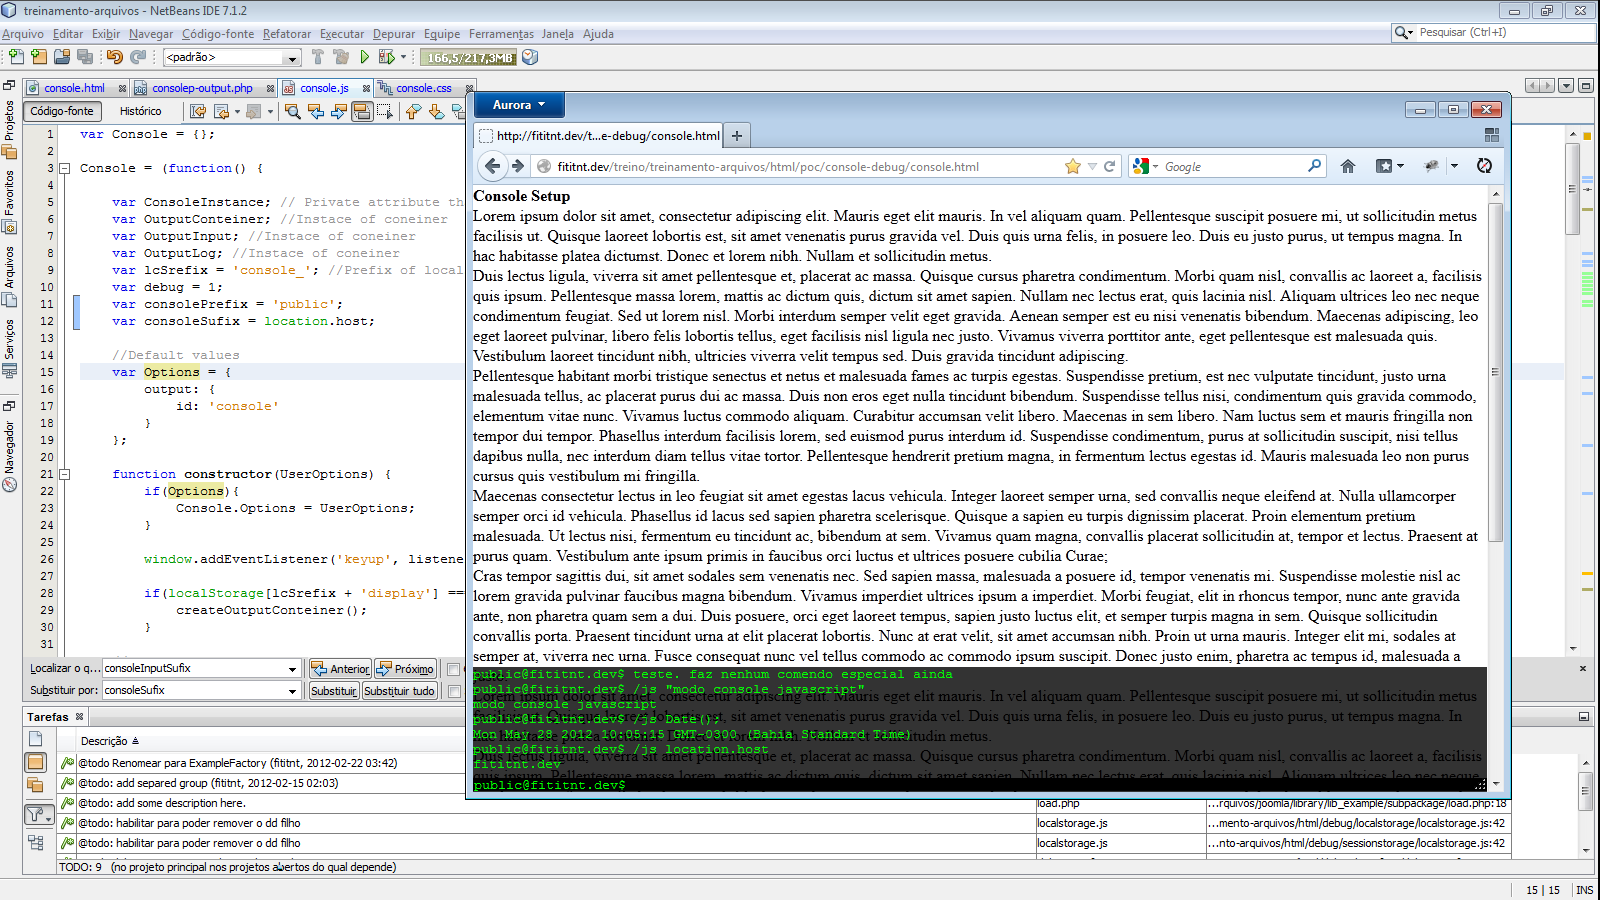 treinamento-arquivos - NetBeans IDE 7.1.2
Arquivo Editar Exibir Navegar Código-fonte Refatorar Executar Depurar Equipe Ferramentas Janela Ajuda
Pesquisar (Ctrl+I)
<padrão>
166,5/217,3MB
console.html consolep-output.php console.js console.css
Código-fonte Histórico
Projetos
Favoritos
Arquivos
Serviços
Navegador
1 var Console = {};
2
3 Console = (function() {
4
5 var ConsoleInstance; // Private attribute th
6 var OutputConteiner; //Instace of coneiner
7 var OutputInput; //Instace of coneiner
8 var OutputLog; //Instace of coneiner
9 var lcSrefix = 'console_'; //Prefix of local
10 var debug = 1;
11 var consolePrefix = 'public';
12 var consoleSufix = location.host;
13
14 //Default values
15 var Options = {
16 output: {
17 id: 'console'
18 }
19 };
20
21 function constructor(UserOptions) {
22 if(Options){
23 Console.Options = UserOptions;
24 }
25
26 window.addEventListener('keyup', listene
27
28 if(localStorage[lcSrefix + 'display'] ==
29 createOutputConteiner();
30 }
31
Localizar o q... consoleInputSufix Anterior Próximo
Substituir por: consoleSufix Substituir Substituir tudo
Aurora
http://fititnt.dev/t...e-debug/console.html
fititnt.dev/treino/treinamento-arquivos/html/poc/console-debug/console.html
Google
Console Setup
Lorem ipsum dolor sit amet, consectetur adipiscing elit. Mauris eget elit mauris. In vel aliquam quam. Pellentesque suscipit posuere mi, ut sollicitudin metus
facilisis ut. Quisque laoreet lobortis est, sit amet venenatis purus gravida vel. Duis quis urna felis, in posuere leo. Duis eu justo purus, ut tempus magna. In
hac habitasse platea dictumst. Donec et lorem nibh. Nullam et sollicitudin metus.
Duis lectus ligula, viverra sit amet pellentesque et, placerat ac massa. Quisque cursus pharetra condimentum. Morbi quam nisl, convallis ac laoreet a, facilisis
quis ipsum. Pellentesque massa lorem, mattis ac dictum quis, dictum sit amet sapien. Nullam nec lectus erat, quis lacinia nisl. Aliquam ultrices leo nec neque
condimentum feugiat. Sed ut lorem nisl. Morbi interdum semper velit eget gravida. Aenean semper est eu nisi venenatis bibendum. Maecenas adipiscing, leo
eget laoreet pulvinar, libero felis lobortis tellus, eget facilisis nisl ligula nec justo. Vivamus viverra porttitor ante, eget pellentesque est malesuada quis.
Vestibulum laoreet tincidunt nibh, ultricies viverra velit tempus sed. Duis gravida tincidunt adipiscing.
Pellentesque habitant morbi tristique senectus et netus et malesuada fames ac turpis egestas. Suspendisse pretium, est nec vulputate tincidunt, justo urna
malesuada tellus, ac placerat purus dui ac massa. Duis non eros eget nulla tincidunt bibendum. Suspendisse tellus nisi, condimentum quis gravida commodo,
elementum vitae nunc. Vivamus luctus commodo aliquam. Curabitur accumsan velit libero. Maecenas in sem libero. Nam luctus sem et mauris fringilla non
tempor dui tempor. Phasellus interdum facilisis lorem, sed euismod purus interdum id. Suspendisse condimentum, purus at sollicitudin suscipit, nisi tellus
dapibus nulla, nec interdum diam tellus vitae tortor. Pellentesque hendrerit pretium magna, in fermentum lectus egestas id. Mauris malesuada leo non purus
cursus quis vestibulum mi fringilla.
Maecenas consectetur lectus in leo feugiat sit amet egestas lacus vehicula. Integer laoreet semper urna, sed convallis neque eleifend at. Nulla ullamcorper
semper orci id vehicula. Phasellus id lacus sed sapien pharetra scelerisque. Quisque a sapien eu turpis dignissim placerat. Proin elementum pretium
malesuada. Ut lectus nisi, fermentum eu tincidunt ac, bibendum at sem. Vivamus quam magna, convallis placerat sollicitudin at, tempor et lectus. Praesent at
purus quam. Vestibulum ante ipsum primis in faucibus orci luctus et ultrices posuere cubilia Curae;
Cras tempor sagittis dui, sit amet sodales sem venenatis nec. Sed sapien massa, malesuada a posuere id, tempor venenatis mi. Suspendisse molestie nisl ac
lorem gravida pulvinar faucibus magna bibendum. Vivamus imperdiet ultrices ipsum a imperdiet. Morbi feugiat, elit in rhoncus tempor, nunc ante gravida
ante, non pharetra quam sem a dui. Duis posuere, orci eget laoreet tempus, sapien justo luctus elit, et semper turpis magna in sem. Quisque sollicitudin
convallis porta. Praesent tincidunt urna at elit placerat lobortis. Nunc at erat velit, sit amet accumsan nibh. Proin ut urna mauris. Integer elit mi, sodales at
semper at, viverra nec urna. Fusce consequat nunc vel tellus commodo ac commodo ipsum suscipit. Donec justo enim, pharetra ac tempus id, malesuada a
public@fititnt.dev$ teste. faz nenhum comendo especial ainda
public@fititnt.dev$ /js "modo console javascript"
modo console javascript
public@fititnt.dev$ /js Date();
Mon May 28 2012 10:05:15 GMT-0300 (Bahia Standard Time)
public@fititnt.dev$ /js location.host
fititnt.dev
public@fititnt.dev$
Tarefas
Descrição
@todo Renomear para ExampleFactory (fititnt, 2012-02-22 03:42)
@todo: add separed group (fititnt, 2012-02-15 02:03)
@todo: add some description here. load.php ...rquivos/joomla/library/lib_example/subpackage/load.php:18
@todo: habilitar para poder remover o dd filho localstorage.js ...mento-arquivos/html/debug/localstorage/localstorage.js:42
@todo: habilitar para poder remover o dd filho localstorage.js ...nto-arquivos/html/debug/sessionstorage/localstorage.js:42
TODO: 9 (no projeto principal nos projetos abertos do qual depende)
15 | 15 INS